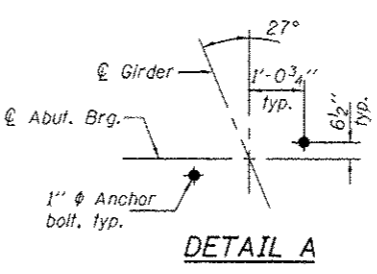 27°
℄ Girder
1'-0¾"
typ.
6½"
typ.
℄ Abut. Brg.
1" ϕ Anchor
bolt, typ.
DETAIL A